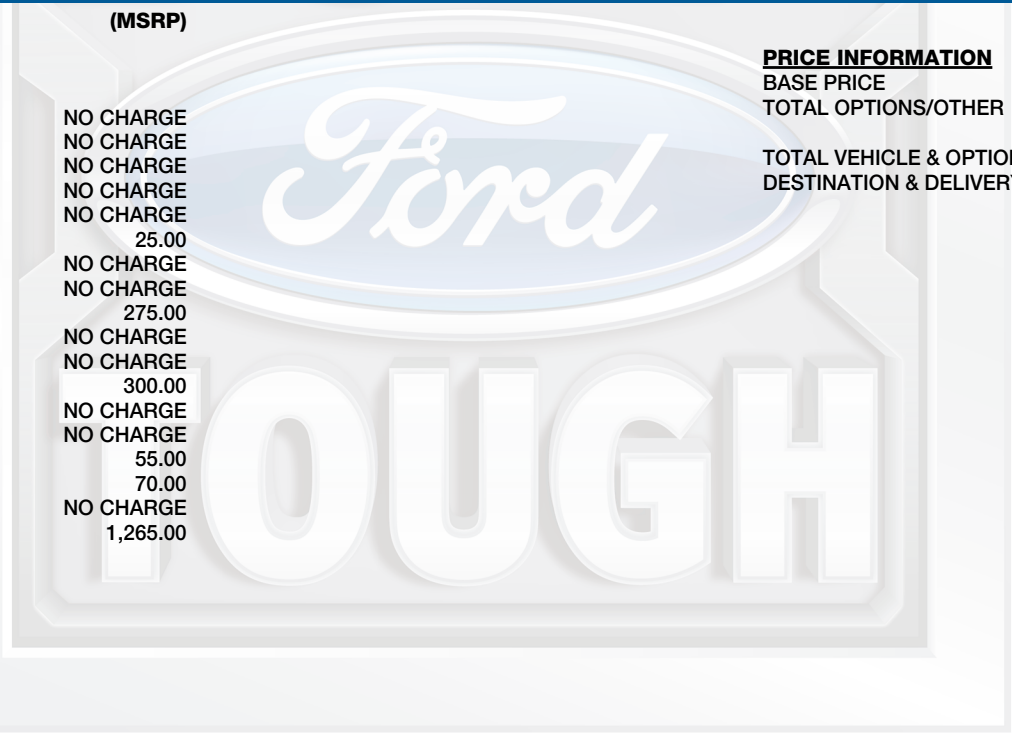 (MSRP)
NO CHARGE
NO CHARGE
NO CHARGE
NO CHARGE
NO CHARGE
25.00
NO CHARGE
NO CHARGE
275.00
NO CHARGE
NO CHARGE
300.00
NO CHARGE
NO CHARGE
55.00
70.00
NO CHARGE
1,265.00
PRICE INFORMATION
BASE PRICE
TOTAL OPTIONS/OTHER
TOTAL VEHICLE & OPTION
DESTINATION & DELIVERY
Ford
TOUGH